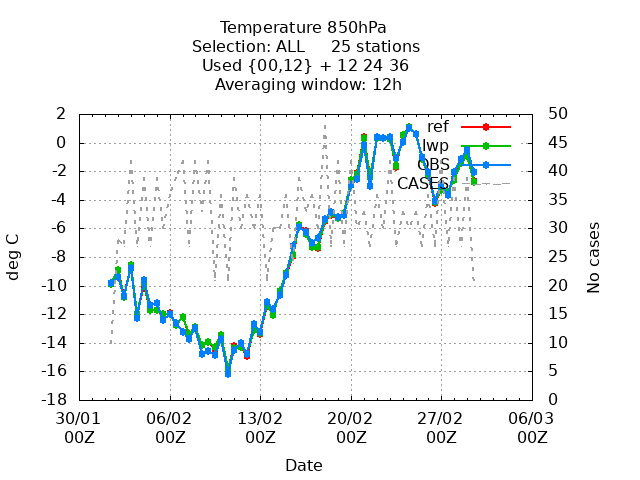 Temperature 850hPa
Selection: ALL     25 stations
Used {00,12} + 12 24 36
Averaging window: 12h
ref
lwp
OBS
CASES
deg C
No cases
2
0
-2
-4
-6
-8
-10
-12
-14
-16
-18
50
45
40
35
30
25
20
15
10
5
0
30/01 06/02 13/02 20/02 27/02 06/03
00Z 00Z 00Z 00Z 00Z 00Z
Date